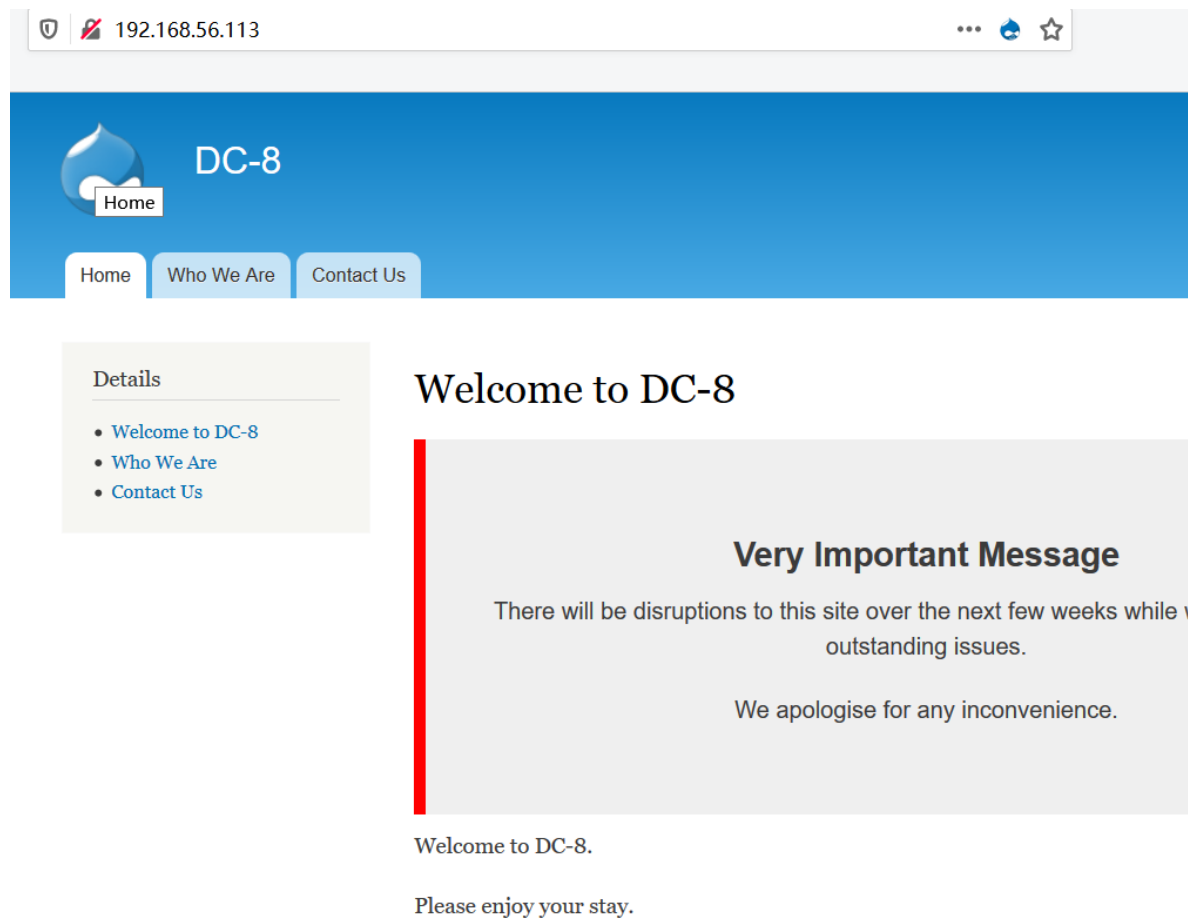 192.168.56.113
DC-8
Home
Home
Who We Are
Contact Us
Details
Welcome to DC-8
Who We Are
Contact Us
Welcome to DC-8
Very Important Message
There will be disruptions to this site over the next few weeks while
outstanding issues.
We apologise for any inconvenience.
Welcome to DC-8.
Please enjoy your stay.